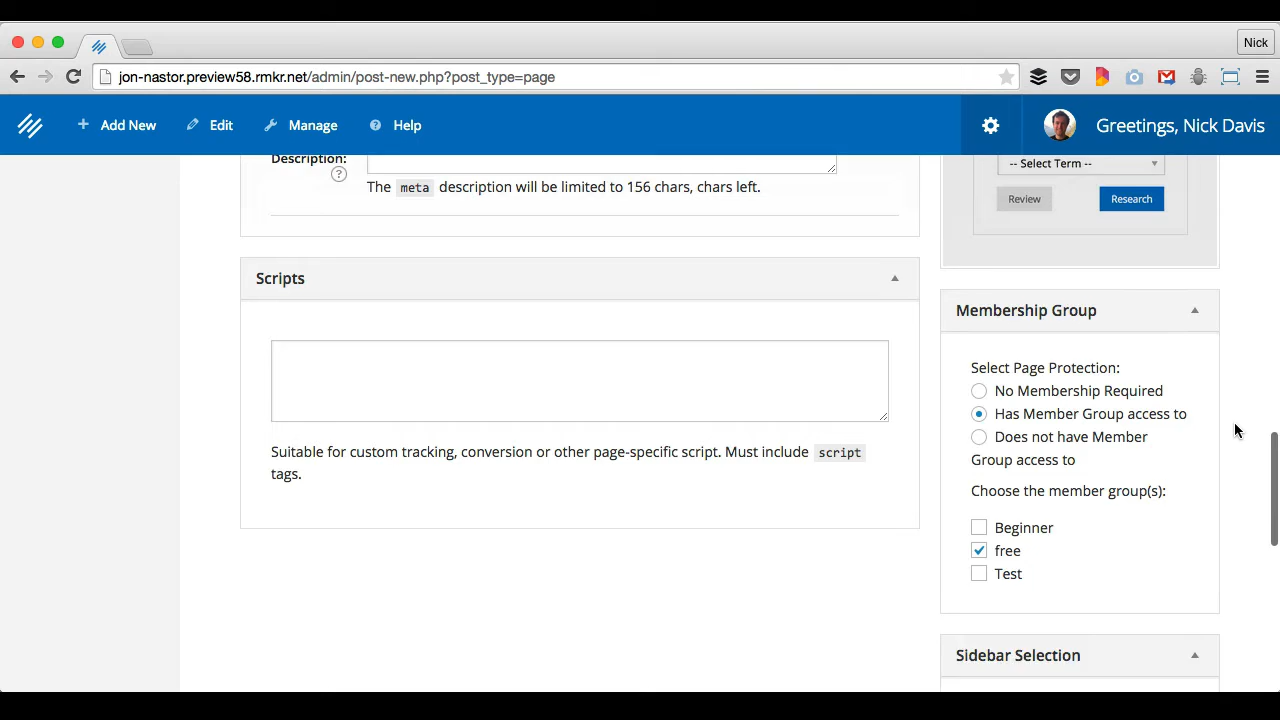 Nick
jon-nastor.preview58.rmkr.net/admin/post-new.php?post_type=page
+ Add New Edit Manage ? Help Greetings, Nick Davis
Description:
?
The meta description will be limited to 156 chars, chars left.
-- Select Term --
Review Research
Scripts
Suitable for custom tracking, conversion or other page-specific script. Must include script
tags.
Membership Group
Select Page Protection:
No Membership Required
Has Member Group access to
Does not have Member
Group access to
Choose the member group(s):
Beginner
free
Test
Sidebar Selection